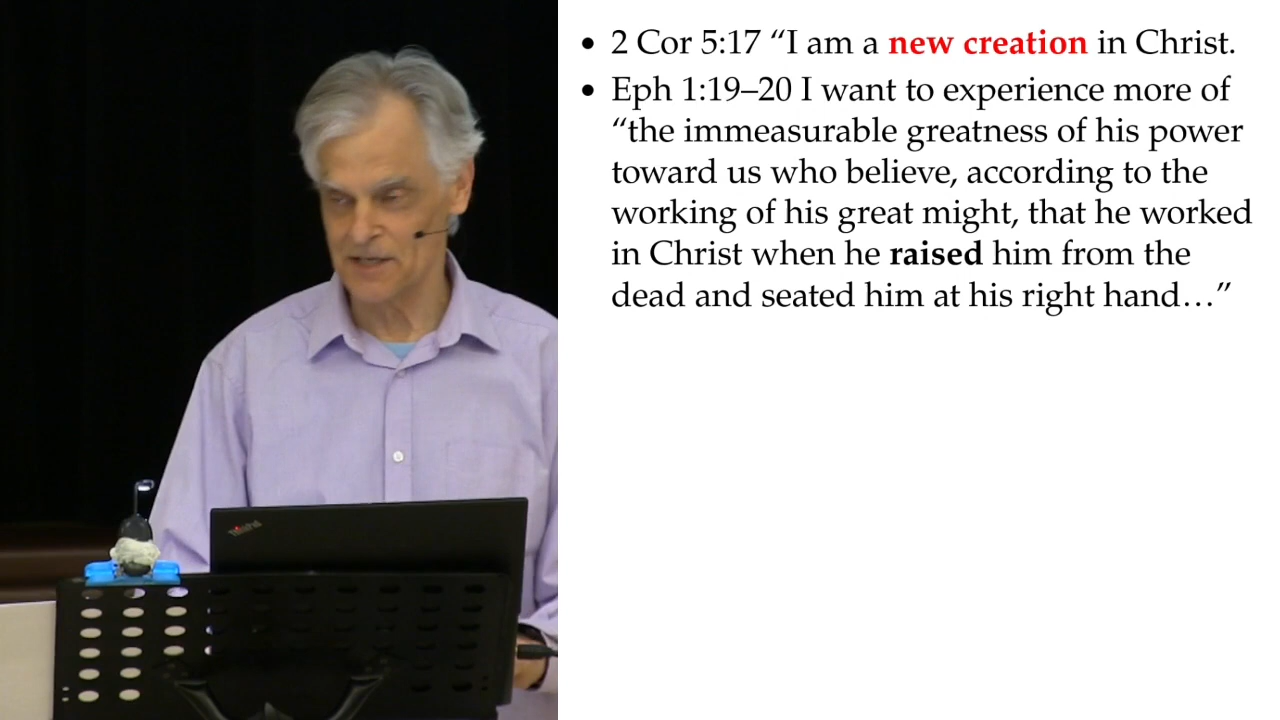 • 2 Cor 5:17 “I am a new creation in Christ.
• Eph 1:19–20 I want to experience more of
“the immeasurable greatness of his power
toward us who believe, according to the
working of his great might, that he worked
in Christ when he raised him from the
dead and seated him at his right hand…”
ThinkPad